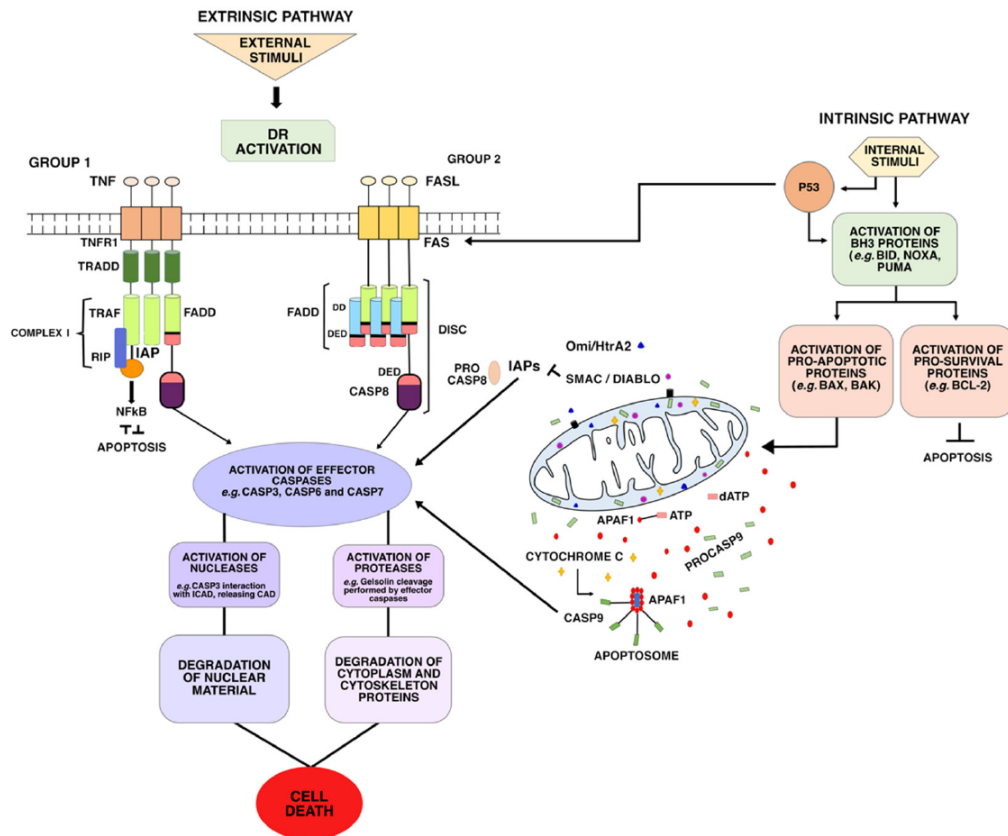 EXTRINSIC PATHWAY
EXTERNAL
STIMULI
DR
ACTIVATION
GROUP 1
TNF
GROUP 2
FASL
TNFR1
FAS
TRADD
TRAF
FADD
COMPLEX I
RIP
IAP
NFkB
APOPTOSIS
FADD
DD
DED
DISC
DED
CASP8
PRO
CASP8
INTRINSIC PATHWAY
INTERNAL
STIMULI
P53
ACTIVATION OF
BH3 PROTEINS
(e.g. BID, NOXA,
PUMA
ACTIVATION OF
PRO-APOPTOTIC
PROTEINS
(e.g. BAX, BAK)
ACTIVATION OF
PRO-SURVIVAL
PROTEINS
(e.g. BCL-2)
APOPTOSIS
Omi/HtrA2
IAPs
SMAC / DIABLO
dATP
APAF1
ATP
PROCASP9
CYTOCHROME C
APAF1
CASP9
APOPTOSOME
ACTIVATION OF EFFECTOR
CASPASES
e.g. CASP3, CASP6 and CASP7
ACTIVATION OF
NUCLEASES
e.g. CASP3 interaction
with ICAD, releasing CAD
ACTIVATION OF
PROTEASES
e.g. Gelsolin cleavage
performed by effector
caspases
DEGRADATION
OF NUCLEAR
MATERIAL
DEGRADATION OF
CYTOPLASM AND
CYTOSKELETON
PROTEINS
CELL
DEATH